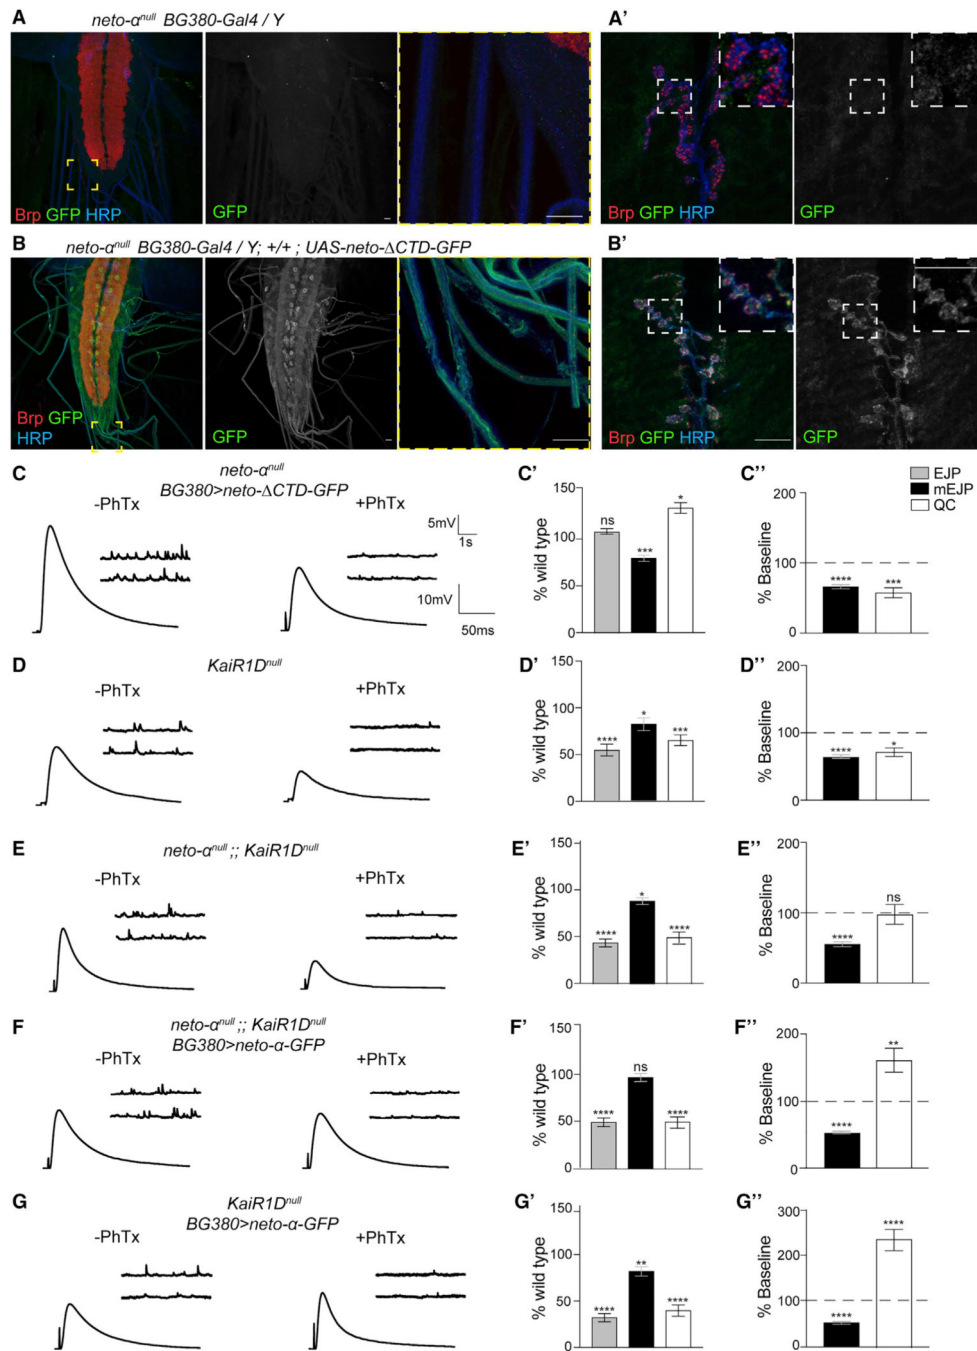 A neto-α^null BG380-Gal4 / Y A'
Brp GFP HRP GFP Brp GFP HRP GFP
B neto-α^null BG380-Gal4 / Y; +/+ ; UAS-neto-ΔCTD-GFP B'
Brp GFP
HRP GFP Brp GFP HRP GFP
C neto-α^null
BG380>neto-ΔCTD-GFP
-PhTx +PhTx
5mV
1s
10mV
50ms
C'
% wild type
150
100
50
0
ns *** *
C''
EJP
mEJP
QC
% Baseline
200
100
0
**** ***
D KaiR1D^null
-PhTx +PhTx
D'
% wild type
150
100
50
0
**** * ***
D''
% Baseline
200
100
0
**** *
E neto-α^null ;; KaiR1D^null
-PhTx +PhTx
E'
% wild type
150
100
50
0
**** * ****
E''
% Baseline
200
100
0
**** ns
F neto-α^null ;; KaiR1D^null
BG380>neto-α-GFP
-PhTx +PhTx
F'
% wild type
150
100
50
0
**** ns ****
F''
% Baseline
200
150
100
50
0
**** **
G KaiR1D^null
BG380>neto-α-GFP
-PhTx +PhTx
G'
% wild type
150
100
50
0
**** ** ****
G''
% Baseline
300
200
100
0
**** ****